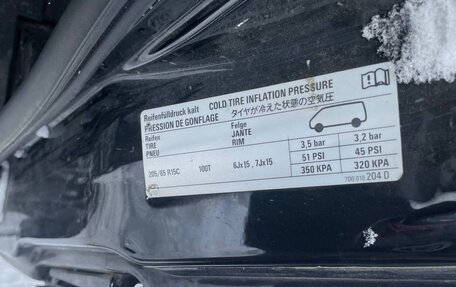 Reifenfülldruck kalt COLD TIRE INFLATION PRESSURE
PRESSION DE GONFLAGE タイヤが冷えた状態の空気圧
Reifen Felge
TIRE JANTE 3,5 bar 3,2 bar
PNEU RIM 51 PSI 45 PSI
205/65 R15C 100T 6Jx15 , 7Jx15 350 KPA 320 KPA
7D0 010 204 D